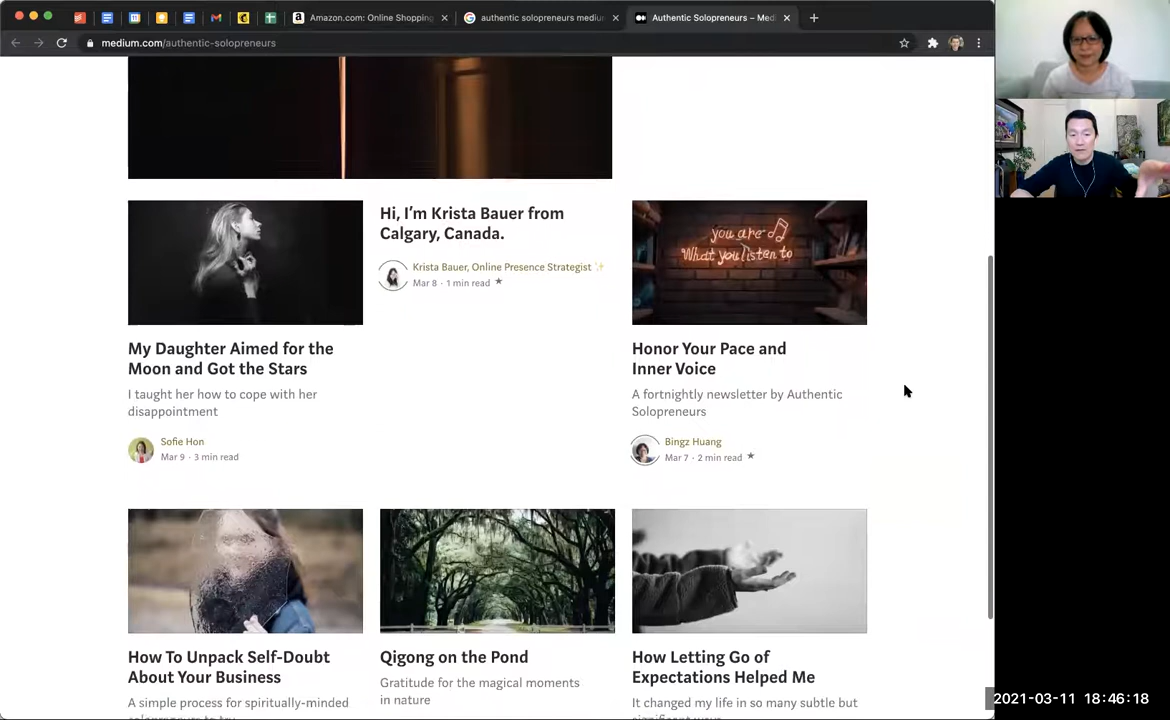 Amazon.com: Online Shopping
authentic solopreneurs medium
Authentic Solopreneurs – Med
medium.com/authentic-solopreneurs
you are
What you listen to
Hi, I'm Krista Bauer from
Calgary, Canada.
Krista Bauer, Online Presence Strategist ✨
Mar 8 · 1 min read ★
My Daughter Aimed for the
Moon and Got the Stars
I taught her how to cope with her
disappointment
Sofie Hon
Mar 9 · 3 min read
Honor Your Pace and
Inner Voice
A fortnightly newsletter by Authentic
Solopreneurs
Bingz Huang
Mar 7 · 2 min read ★
How To Unpack Self-Doubt
About Your Business
A simple process for spiritually-minded
solopreneurs to try
Qigong on the Pond
Gratitude for the magical moments
in nature
How Letting Go of
Expectations Helped Me
It changed my life in so many subtle but
significant ways
2021-03-11 18:46:18